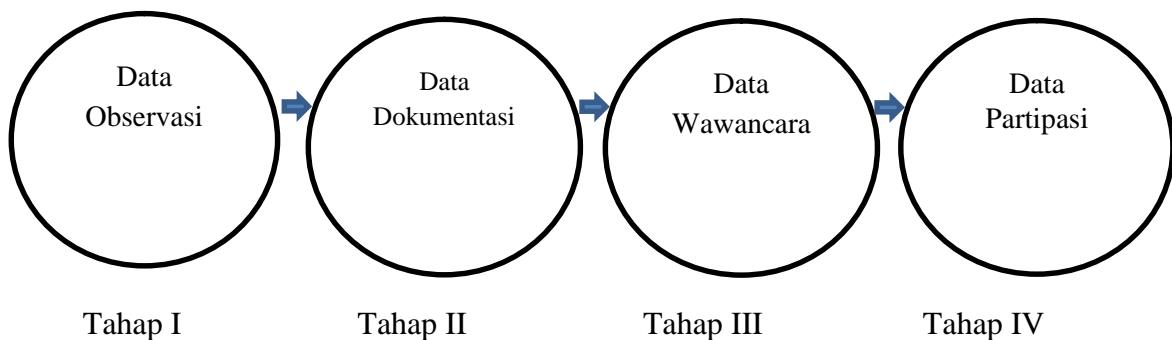 Data
Observasi
Data
Dokumentasi
Data
Wawancara
Data
Partipasi
Tahap I
Tahap II
Tahap III
Tahap IV